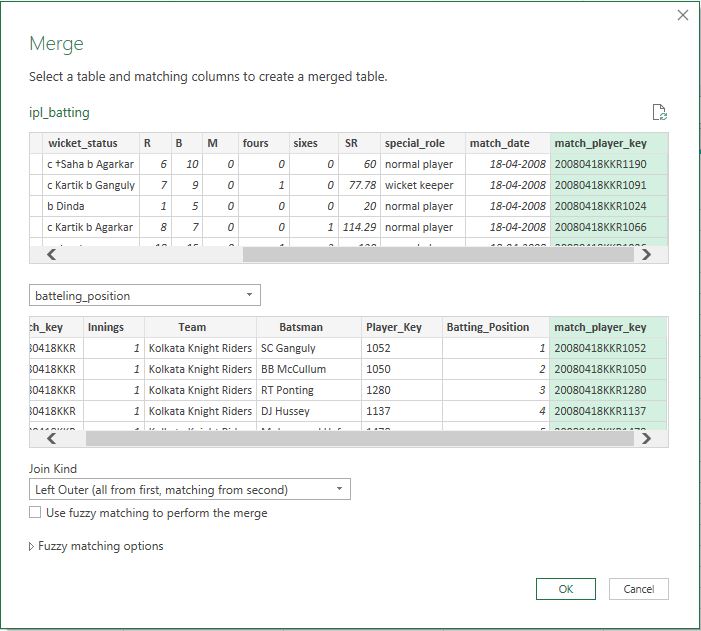 Merge
Select a table and matching columns to create a merged table.
ipl_batting
wicket_status R B M fours sixes SR special_role match_date match_player_key
c †Saha b Agarkar 6 10 0 0 0 60 normal player 18-04-2008 20080418KKR1190
c Kartik b Ganguly 7 9 0 1 0 77.78 wicket keeper 18-04-2008 20080418KKR1091
b Dinda 1 5 0 0 0 20 normal player 18-04-2008 20080418KKR1024
c Kartik b Agarkar 8 7 0 0 1 114.29 normal player 18-04-2008 20080418KKR1066
batteling_position
ch_key Innings Team Batsman Player_Key Batting_Position match_player_key
80418KKR 1 Kolkata Knight Riders SC Ganguly 1052 1 20080418KKR1052
80418KKR 1 Kolkata Knight Riders BB McCullum 1050 2 20080418KKR1050
80418KKR 1 Kolkata Knight Riders RT Ponting 1280 3 20080418KKR1280
80418KKR 1 Kolkata Knight Riders DJ Hussey 1137 4 20080418KKR1137
Join Kind
Left Outer (all from first, matching from second)
Use fuzzy matching to perform the merge
Fuzzy matching options
OK Cancel